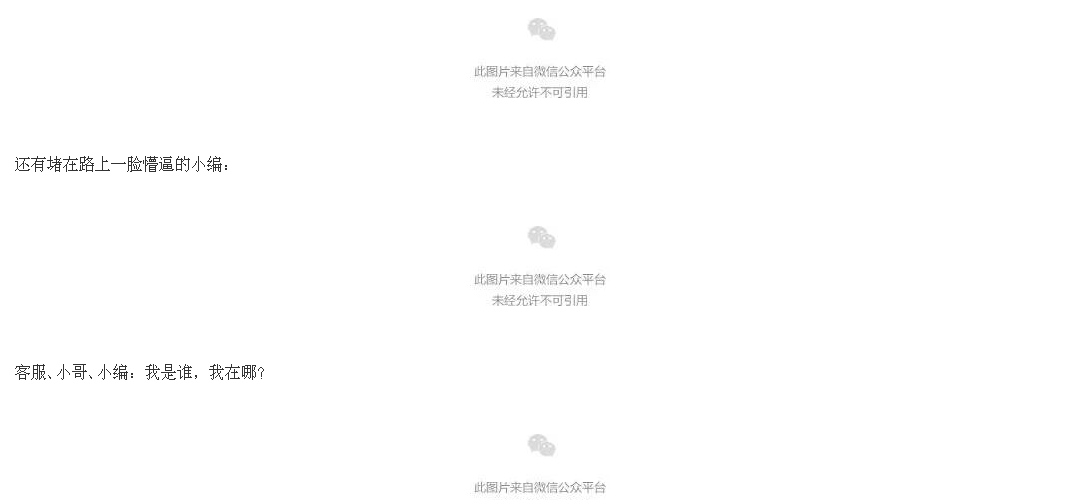 此图片来自微信公众平台
未经允许不可引用
还有堵在路上一脸懵逼的小编：
此图片来自微信公众平台
未经允许不可引用
客服、小哥、小编：我是谁，我在哪？
此图片来自微信公众平台